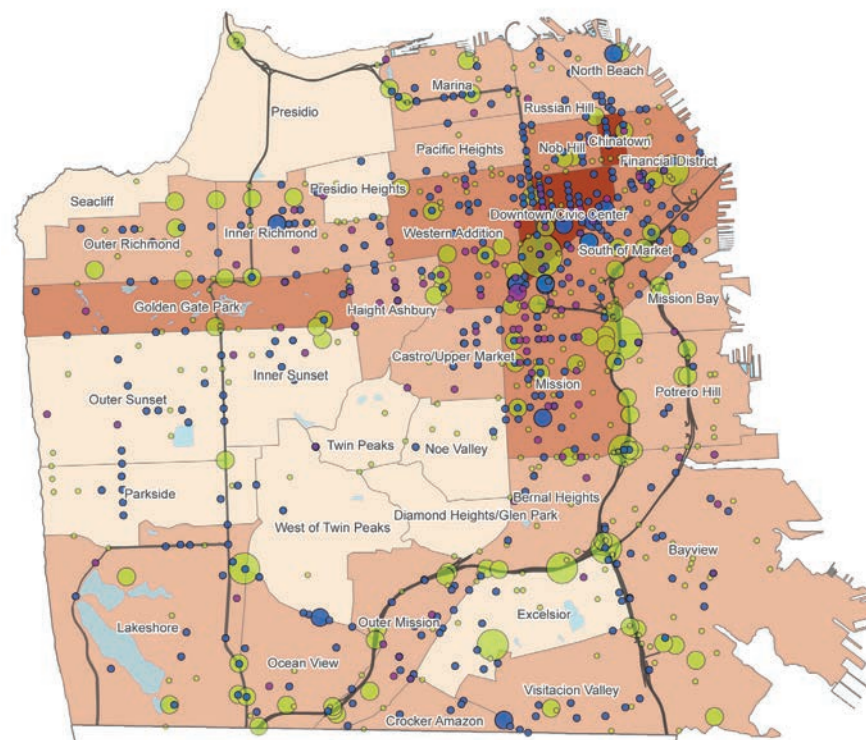 North Beach
Marina
Russian Hill
Presidio
Chinatown
Nob Hill
Pacific Heights
Financial District
Presidio Heights
Seacliff
Downtown/Civic Center
Western Addition
Inner Richmond
Outer Richmond
South of Market
Mission Bay
Golden Gate Park
Haight Ashbury
Castro/Upper Market
Inner Sunset
Mission
Potrero Hill
Outer Sunset
Twin Peaks
Noe Valley
Parkside
Bernal Heights
Diamond Heights/Glen Park
West of Twin Peaks
Bayview
Excelsior
Outer Mission
Lakeshore
Ocean View
Visitacion Valley
Crocker Amazon